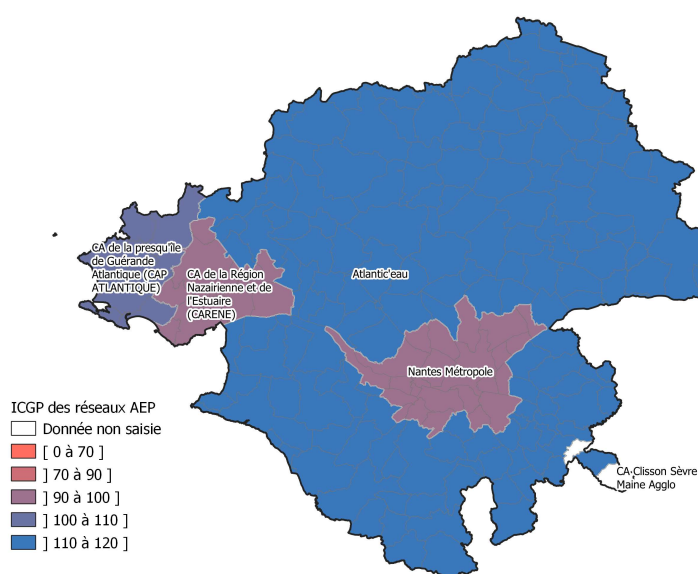 CA de la presqu'île
de Guérande
Atlantique (CAP
ATLANTIQUE)
CA de la Région
Nazairienne et de
l'Estuaire
(CARENE)
Atlantic'eau
Nantes Métropole
CA Clisson Sèvre
Maine Agglo
ICGP des réseaux AEP
Donnée non saisie
[ 0 à 70 ]
] 70 à 90 ]
] 90 à 100 ]
] 100 à 110 ]
] 110 à 120 ]